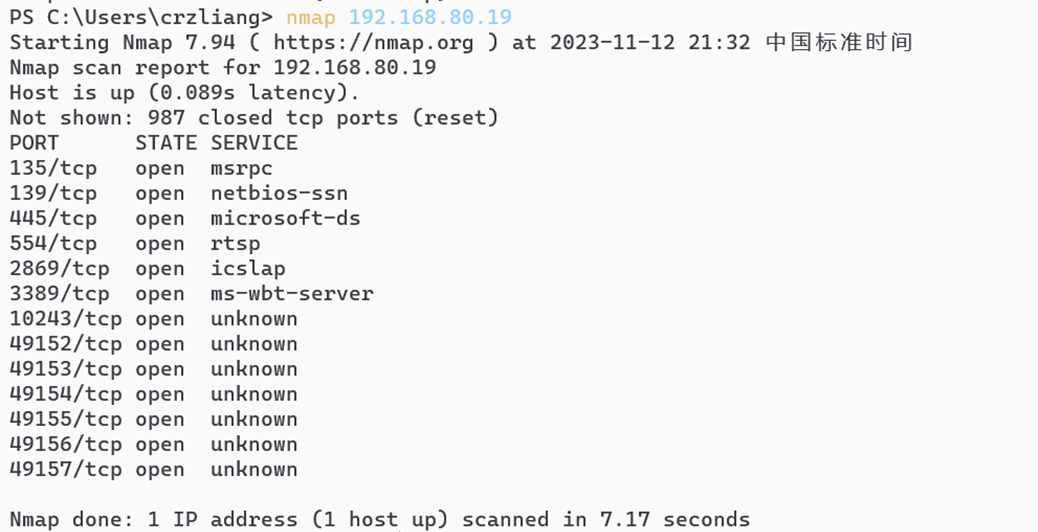 PS C:\Users\crzliang> nmap 192.168.80.19
Starting Nmap 7.94 ( https://nmap.org ) at 2023-11-12 21:32 中国标准时间
Nmap scan report for 192.168.80.19
Host is up (0.089s latency).
Not shown: 987 closed tcp ports (reset)
PORT      STATE SERVICE
135/tcp   open  msrpc
139/tcp   open  netbios-ssn
445/tcp   open  microsoft-ds
554/tcp   open  rtsp
2869/tcp  open  icslap
3389/tcp  open  ms-wbt-server
10243/tcp open  unknown
49152/tcp open  unknown
49153/tcp open  unknown
49154/tcp open  unknown
49155/tcp open  unknown
49156/tcp open  unknown
49157/tcp open  unknown
Nmap done: 1 IP address (1 host up) scanned in 7.17 seconds